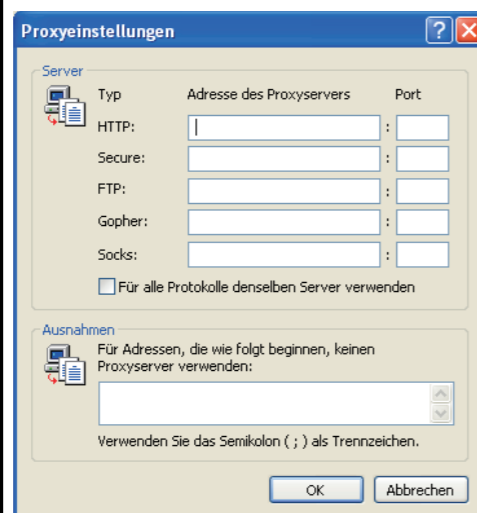 Proxyeinstellungen
Server
Typ Adresse des Proxyservers Port
HTTP: :
Secure: :
FTP: :
Gopher: :
Socks: :
Für alle Protokolle denselben Server verwenden
Ausnahmen
Für Adressen, die wie folgt beginnen, keinen
Proxyserver verwenden:
Verwenden Sie das Semikolon ( ; ) als Trennzeichen.
OK Abbrechen